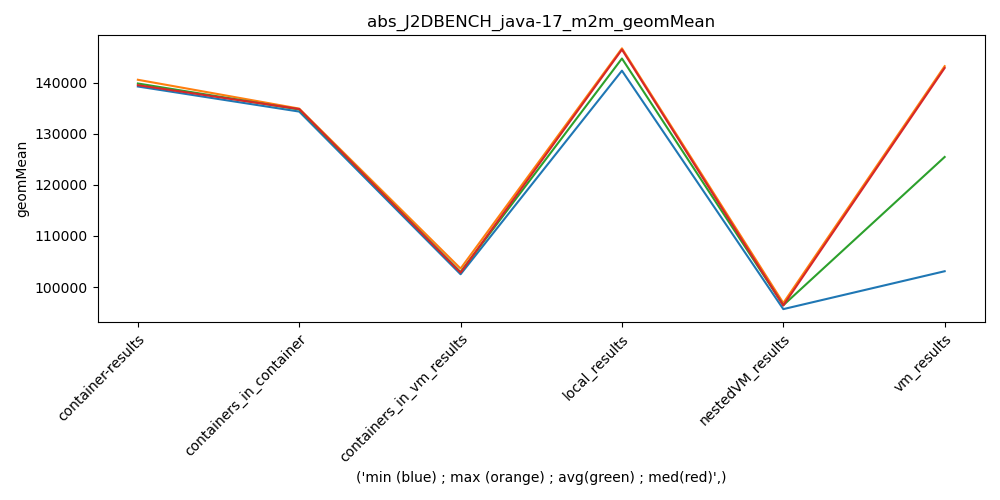 abs_J2DBENCH_java-17_m2m_geomMean
geomMean
140000
130000
120000
110000
100000
container-results
containers_in_container
containers_in_vm_results
local_results
nestedVM_results
vm_results
('min (blue) ; max (orange) ; avg(green) ; med(red)',)